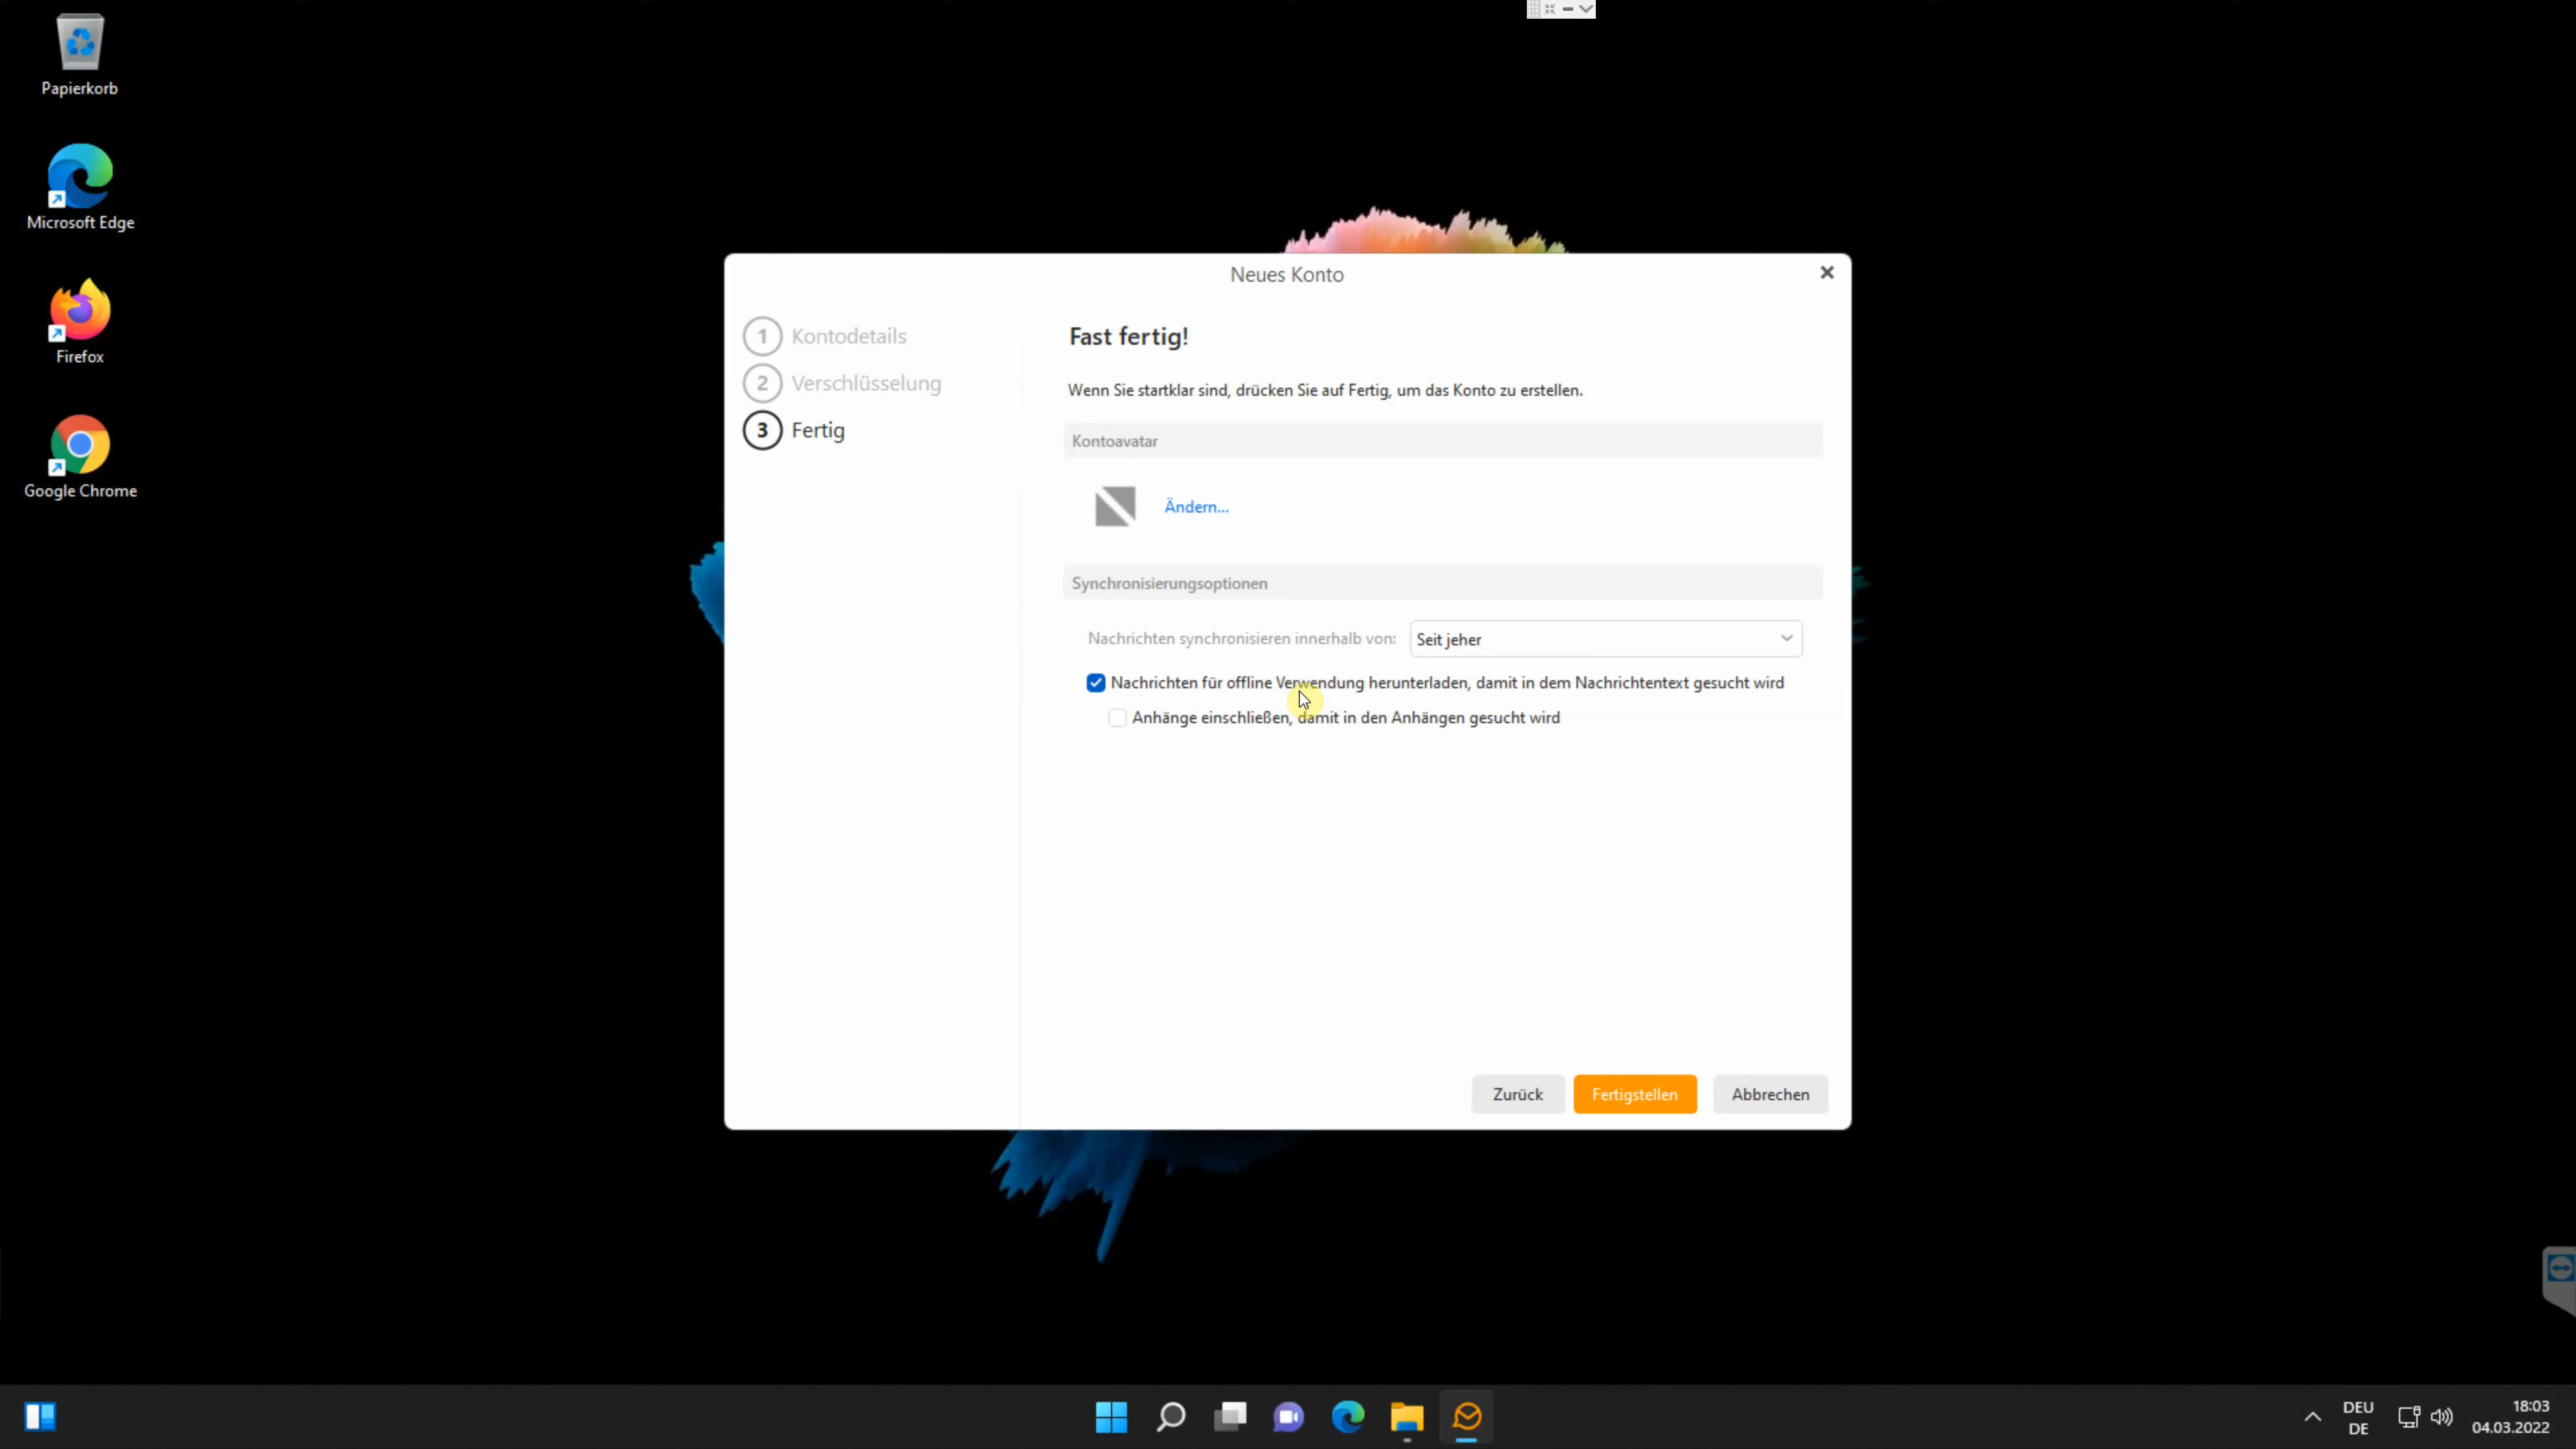 Papierkorb
Microsoft Edge
Firefox
Google Chrome
Neues Konto
1 Kontodetails
2 Verschlüsselung
3 Fertig
Fast fertig!
Wenn Sie startklar sind, drücken Sie auf Fertig, um das Konto zu erstellen.
Kontoavatar
Ändern...
Synchronisierungsoptionen
Nachrichten synchronisieren innerhalb von: Seit jeher
Nachrichten für offline Verwendung herunterladen, damit in dem Nachrichtentext gesucht wird
Anhänge einschließen, damit in den Anhängen gesucht wird
Zurück Fertigstellen Abbrechen
DEU
DE
18:03
04.03.2022